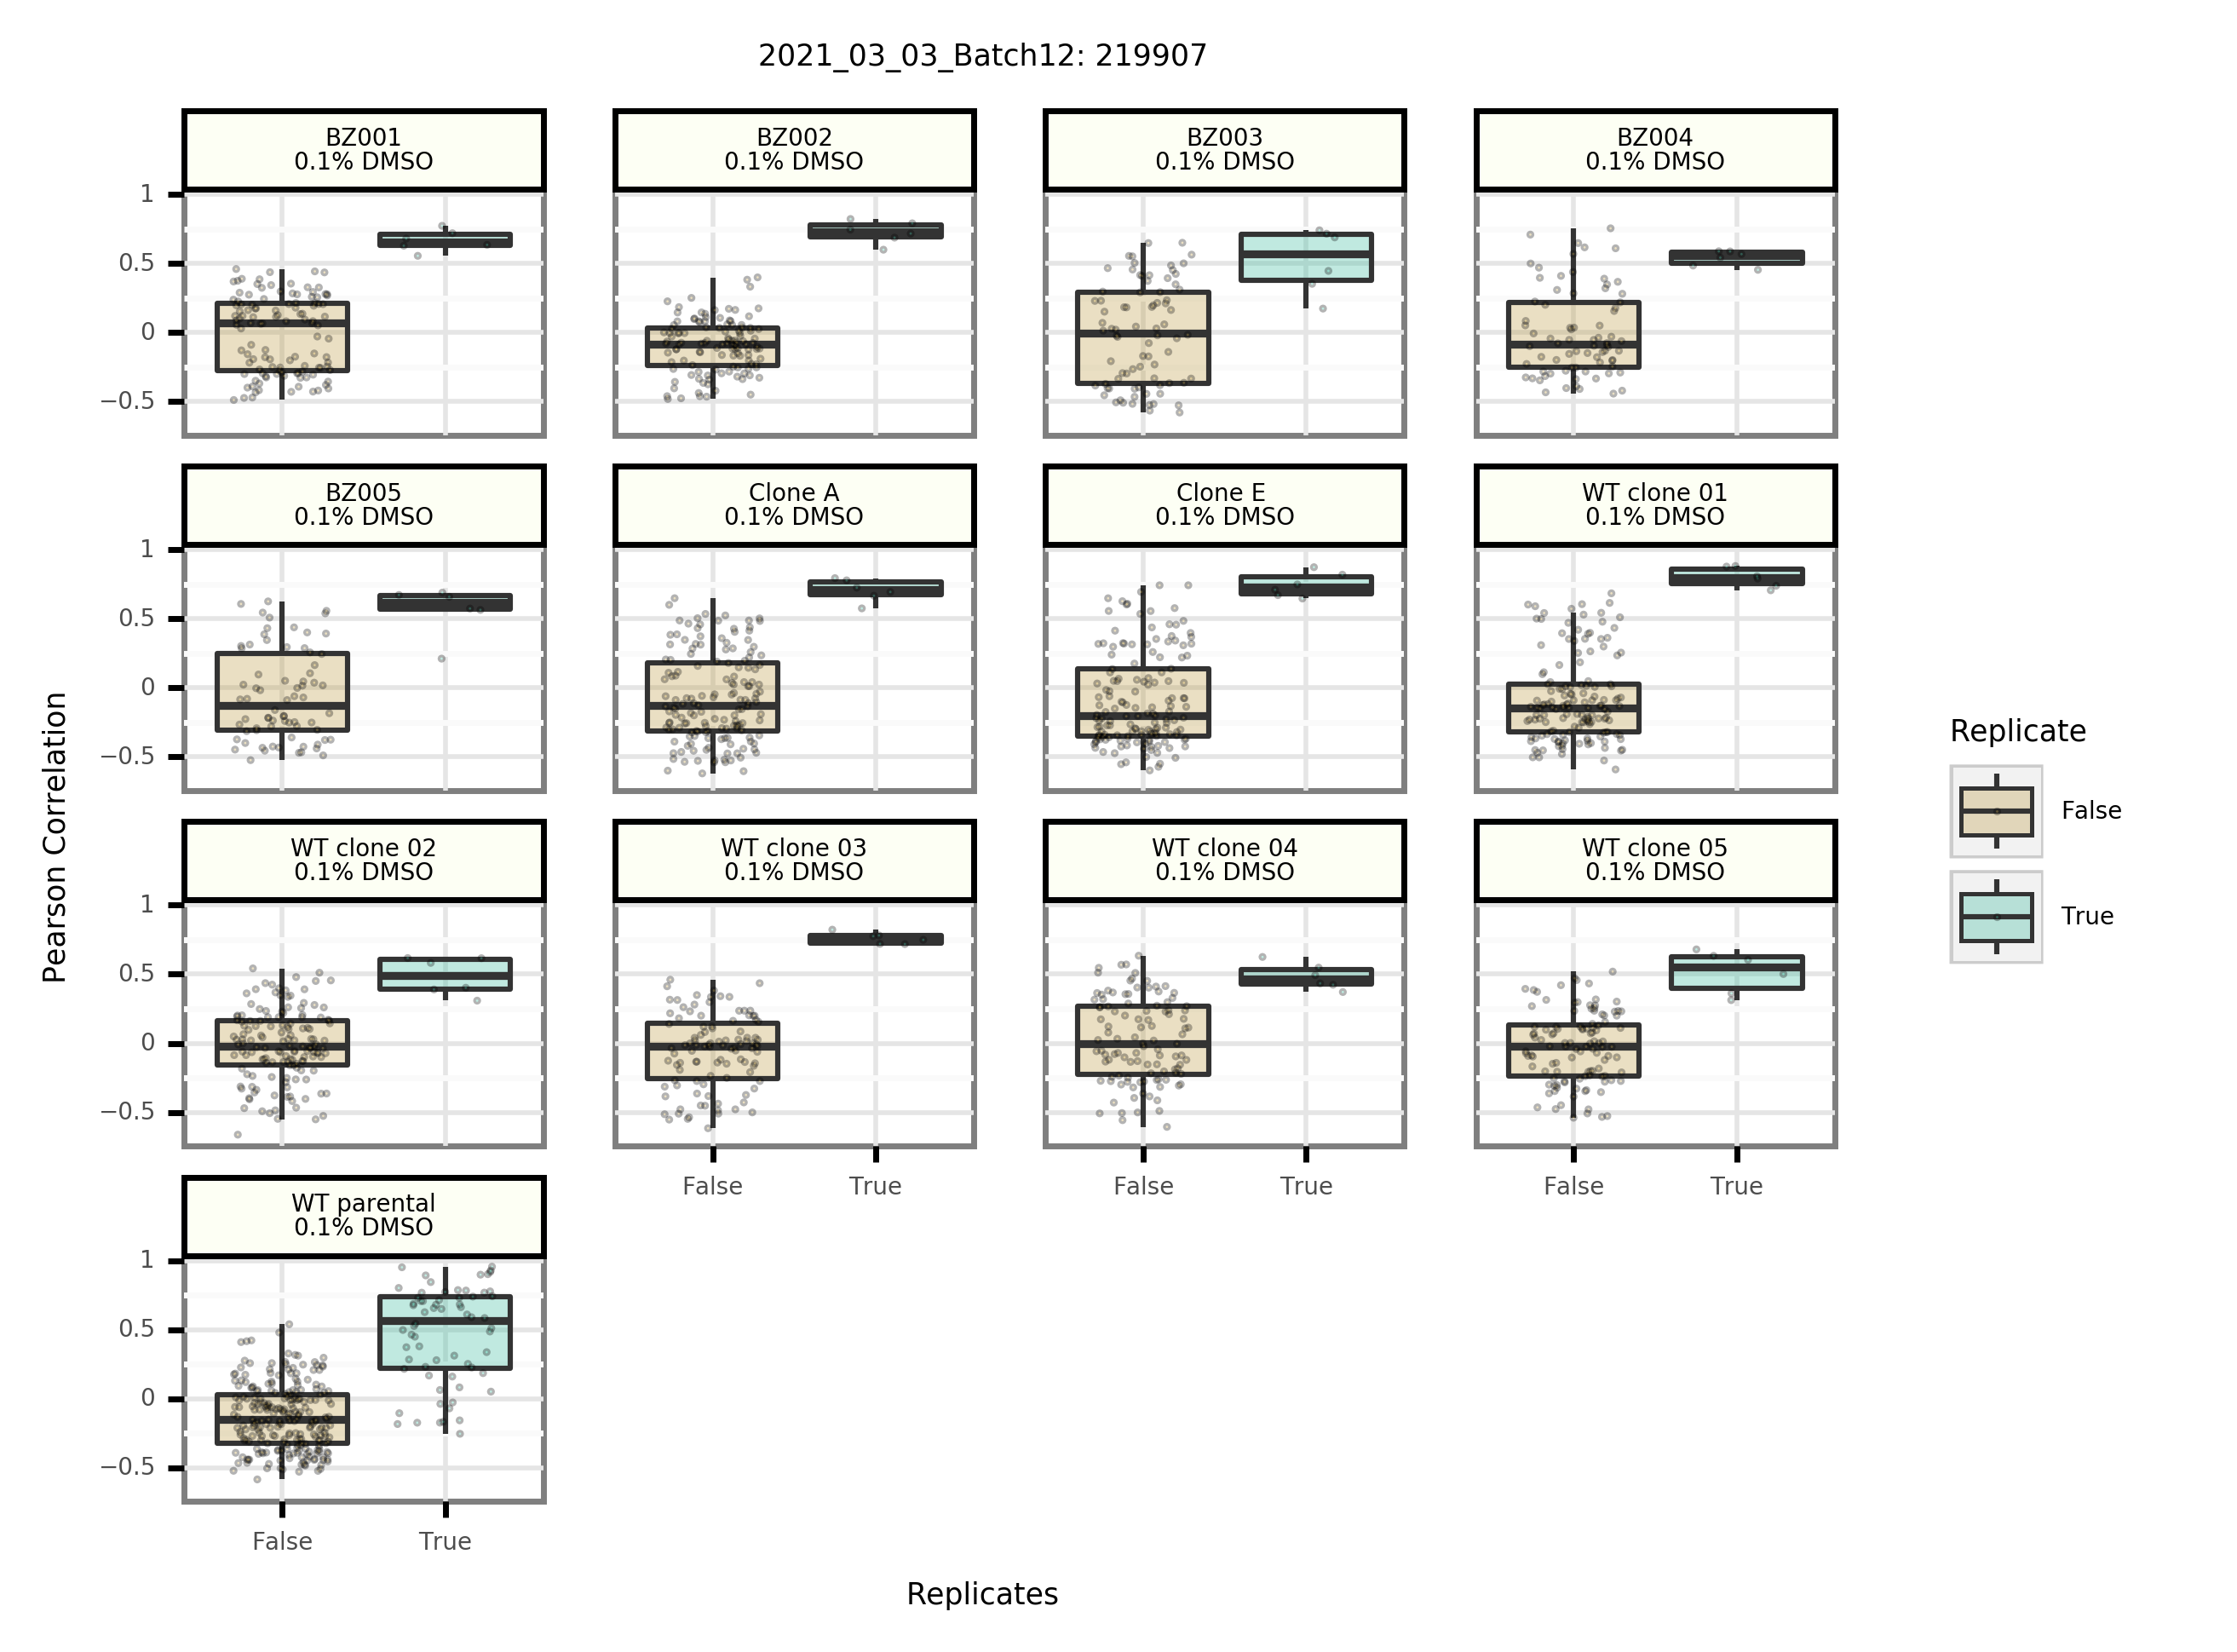 2021_03_03_Batch12: 219907
BZ001
0.1% DMSO
BZ002
0.1% DMSO
BZ003
0.1% DMSO
BZ004
0.1% DMSO
1
0.5
0
−0.5
BZ005
0.1% DMSO
Clone A
0.1% DMSO
Clone E
0.1% DMSO
WT clone 01
0.1% DMSO
1
0.5
0
−0.5
WT clone 02
0.1% DMSO
WT clone 03
0.1% DMSO
WT clone 04
0.1% DMSO
WT clone 05
0.1% DMSO
1
0.5
0
−0.5
False
True
False
True
False
True
WT parental
0.1% DMSO
1
0.5
0
−0.5
False
True
Pearson Correlation
Replicates
Replicate
False
True